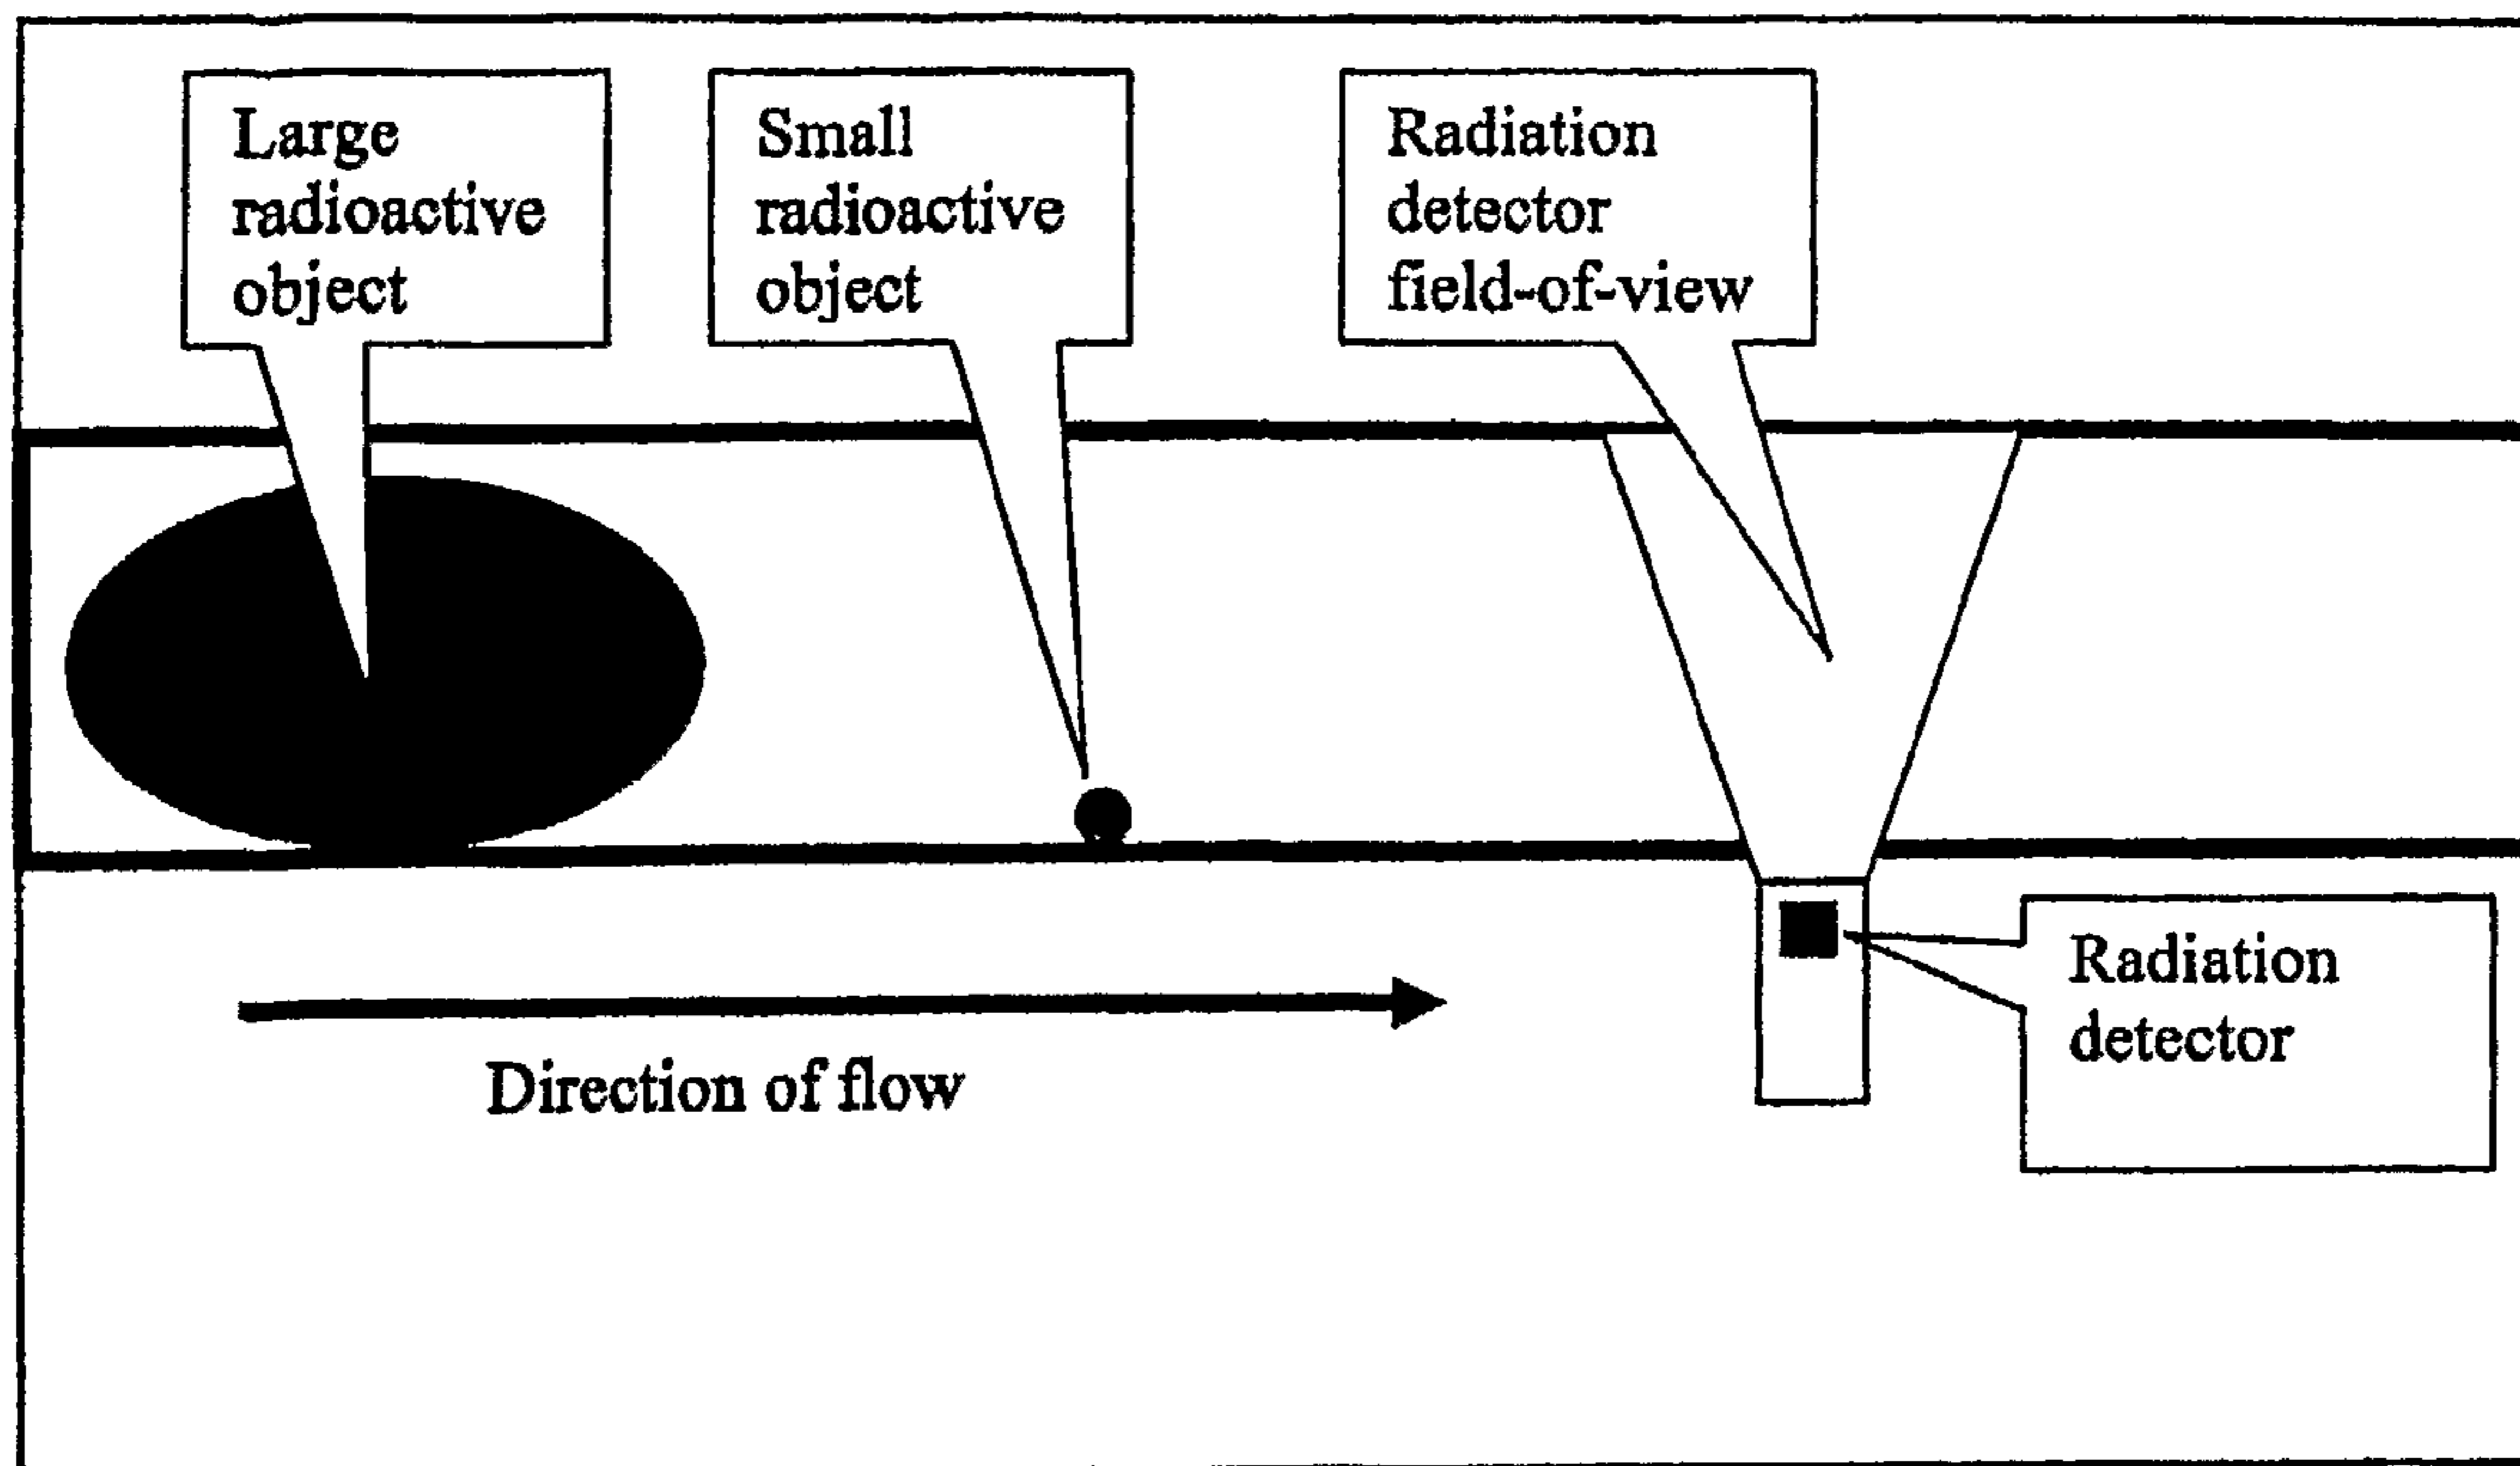 Large
radioactive
object
Small
radioactive
object
Radiation
detector
field-of-view
Radiation
detector
Direction of flow